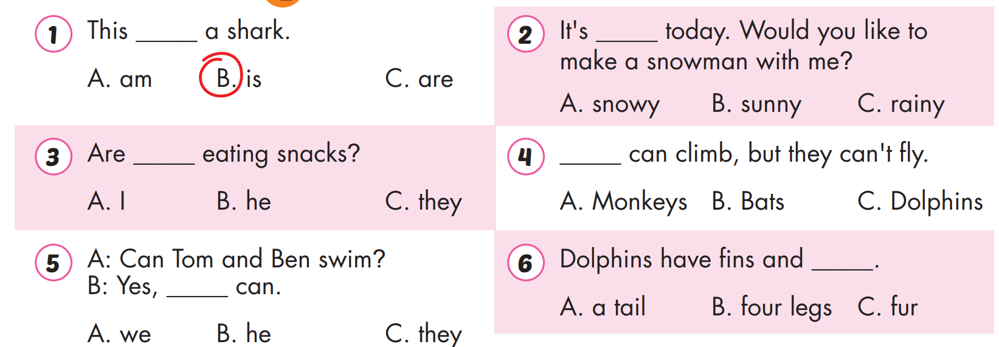 1 This _____ a shark.
A. am B. is C. are
2 It's _____ today. Would you like to
make a snowman with me?
A. snowy B. sunny C. rainy
3 Are _____ eating snacks?
A. I B. he C. they
4 _____ can climb, but they can't fly.
A. Monkeys B. Bats C. Dolphins
5 A: Can Tom and Ben swim?
B: Yes, _____ can.
A. we B. he C. they
6 Dolphins have fins and _____.
A. a tail B. four legs C. fur